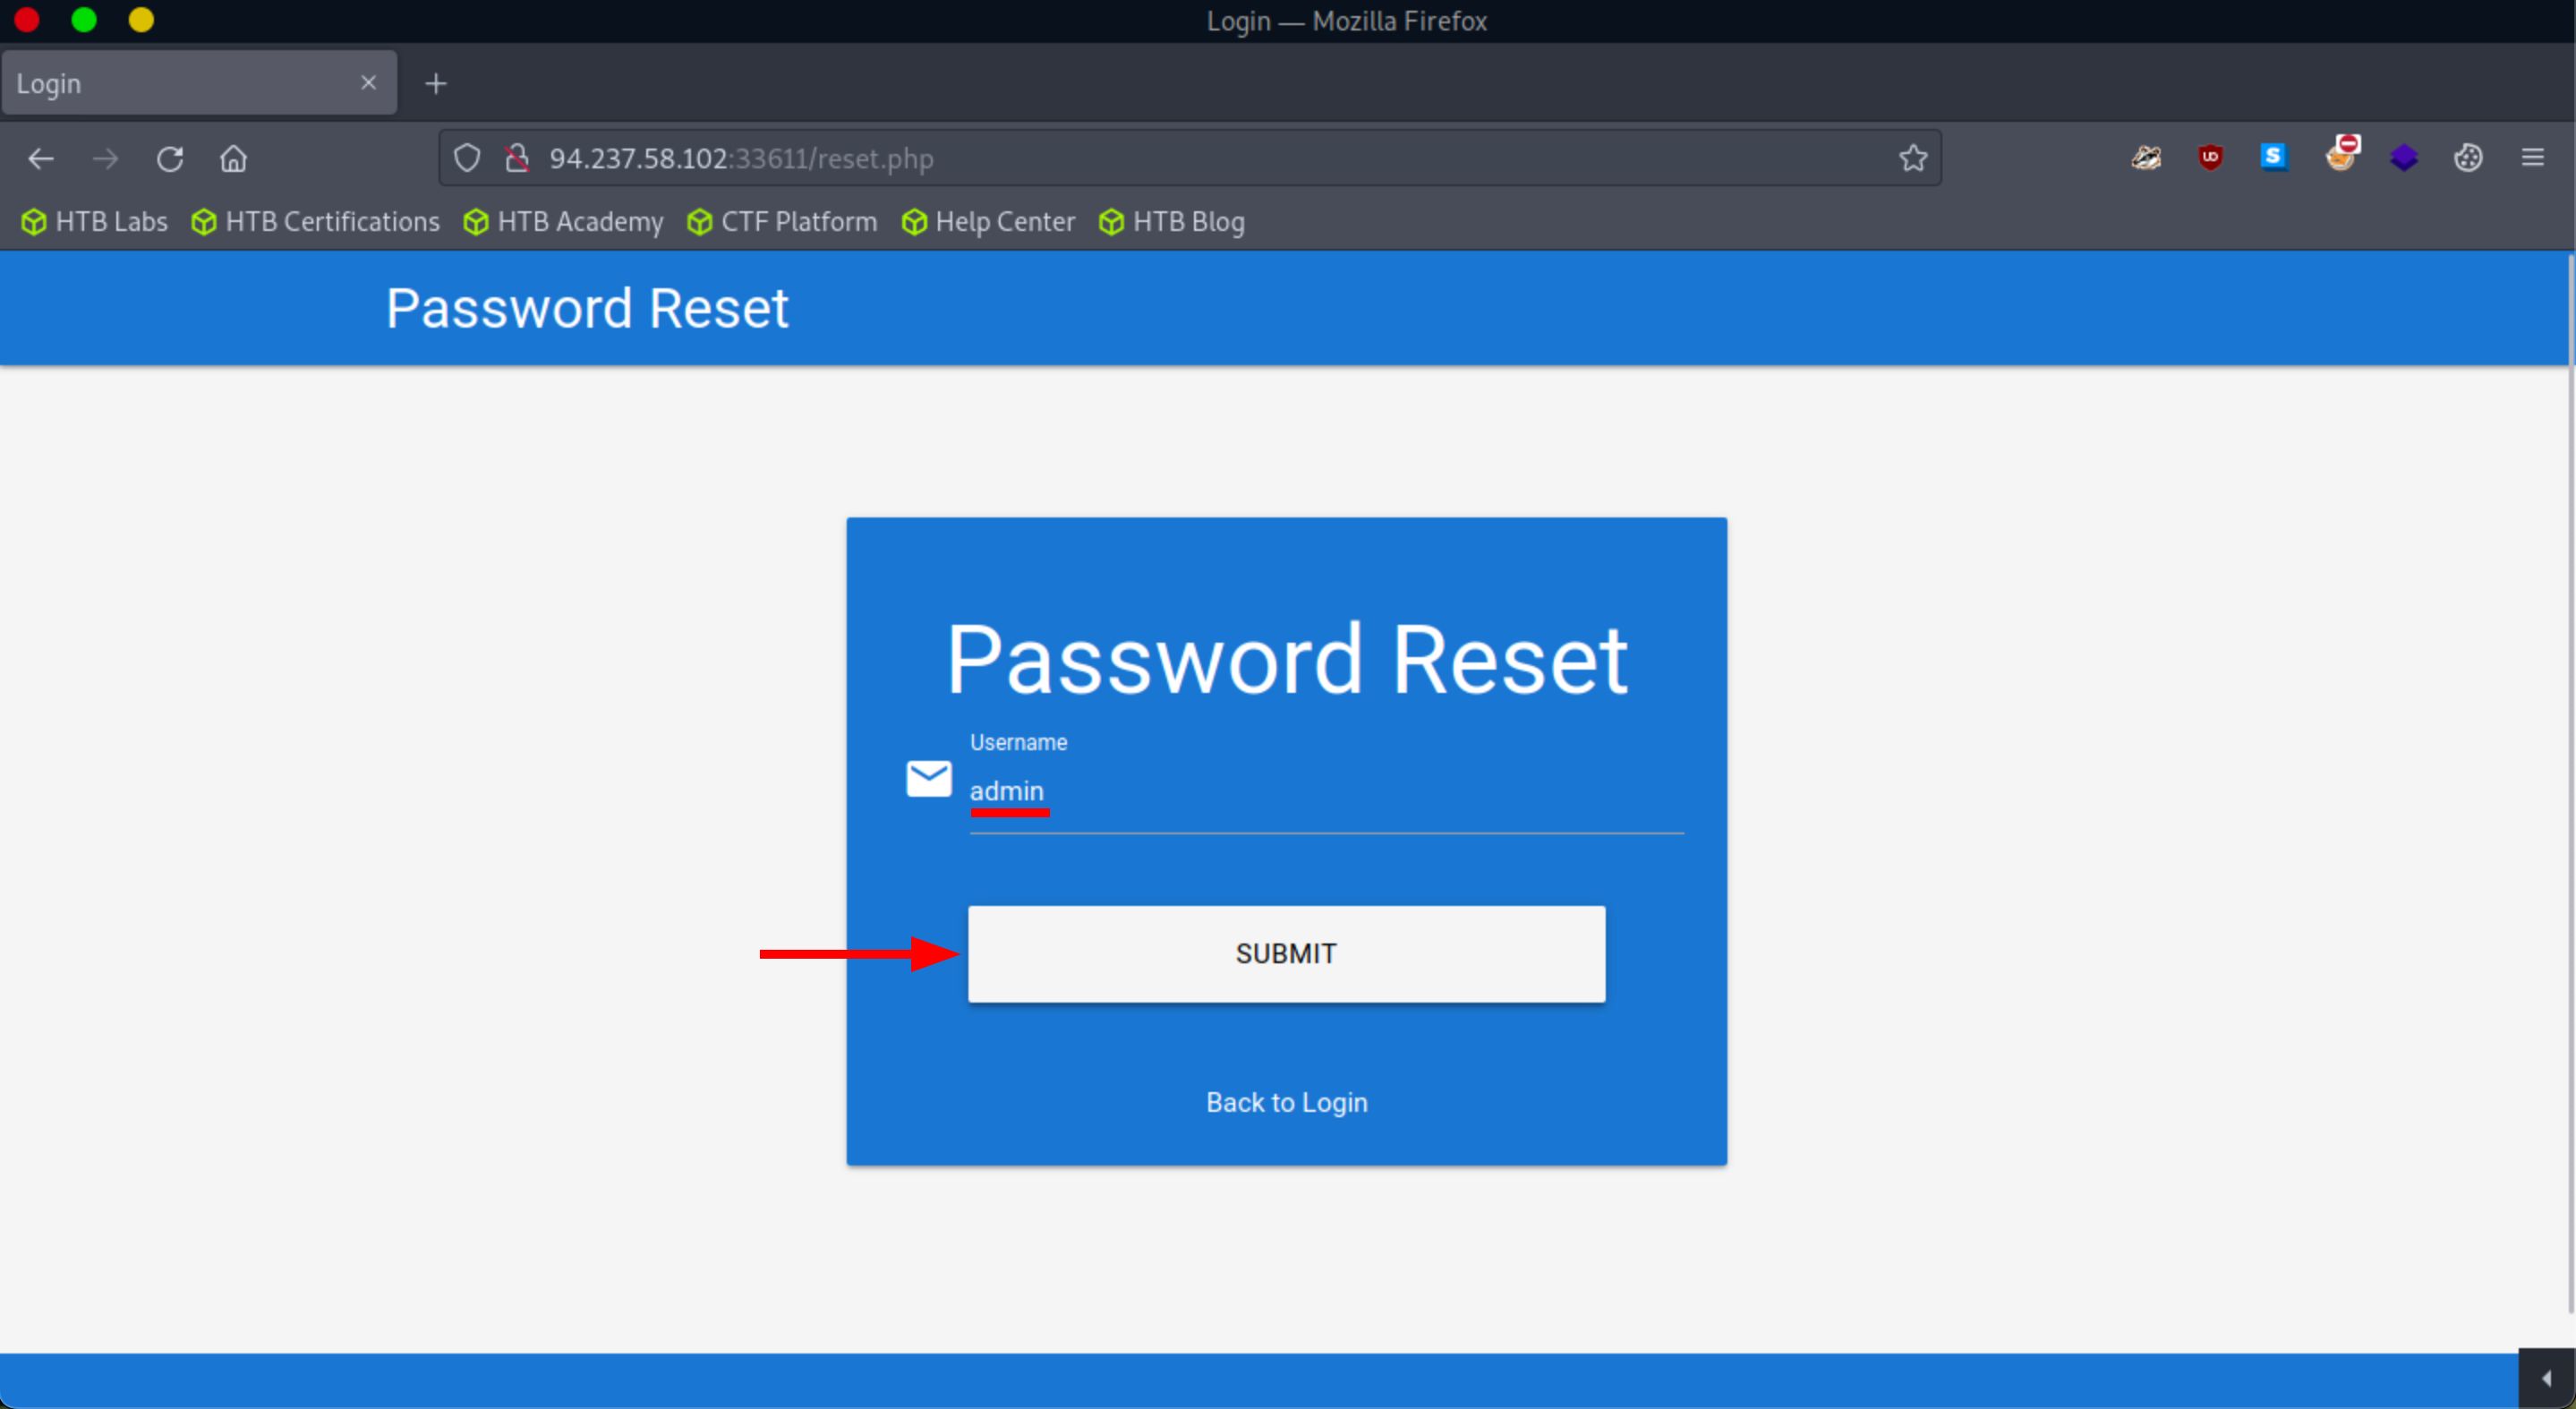 Login — Mozilla Firefox
Login
94.237.58.102:33611/reset.php
HTB Labs HTB Certifications HTB Academy CTF Platform Help Center HTB Blog
Password Reset
Password Reset
Username
admin
SUBMIT
Back to Login